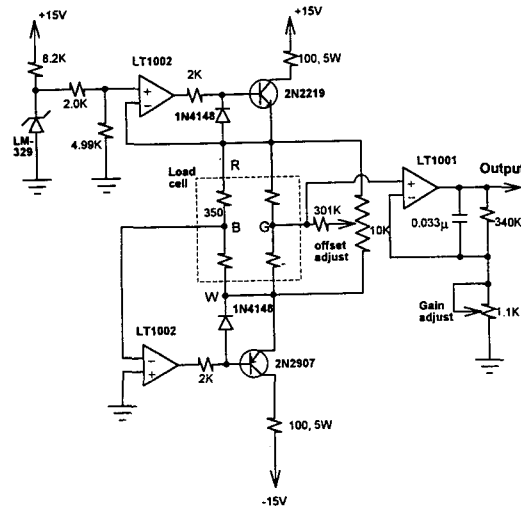 +15V
+15V
8.2K
LT1002
100, 5W
2K
2.0K
2N2219
1N4148
LM-
329
4.99K
LT1001
Output
R
Load
cell
350
B
G
301K
10K
offset
adjust
0.033µ
340K
W
1N4148
Gain
adjust
1.1K
LT1002
2K
2N2907
100, 5W
-15V